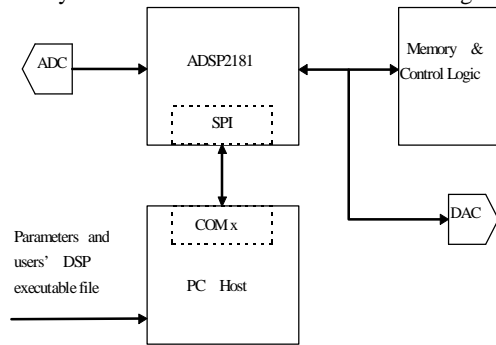 ADC
ADSP2181
Memory &
Control Logic
SPI
DAC
COM x
Parameters and
users' DSP
executable file
PC Host